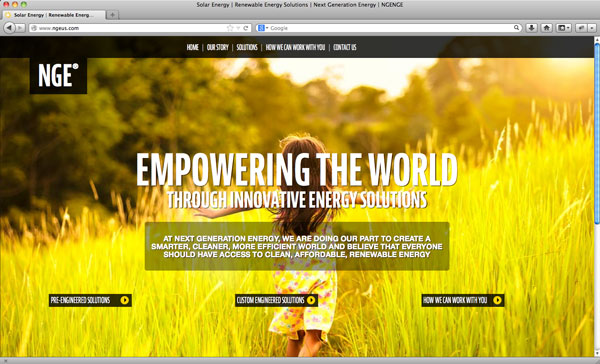 Solar Energy | Renewable Energy Solutions | Next Generation Energy | NGENGE
Solar Energy | Renewable Energ...
www.ngeus.com
Google
HOME | OUR STORY | SOLUTIONS | HOW WE CAN WORK WITH YOU | CONTACT US
NGE°
EMPOWERING THE WORLD
THROUGH INNOVATIVE ENERGY SOLUTIONS
AT NEXT GENERATION ENERGY, WE ARE DOING OUR PART TO CREATE A
SMARTER, CLEANER, MORE EFFICIENT WORLD AND BELIEVE THAT EVERYONE
SHOULD HAVE ACCESS TO CLEAN, AFFORDABLE, RENEWABLE ENERGY
PRE-ENGINEERED SOLUTIONS
CUSTOM ENGINEERED SOLUTIONS
HOW WE CAN WORK WITH YOU